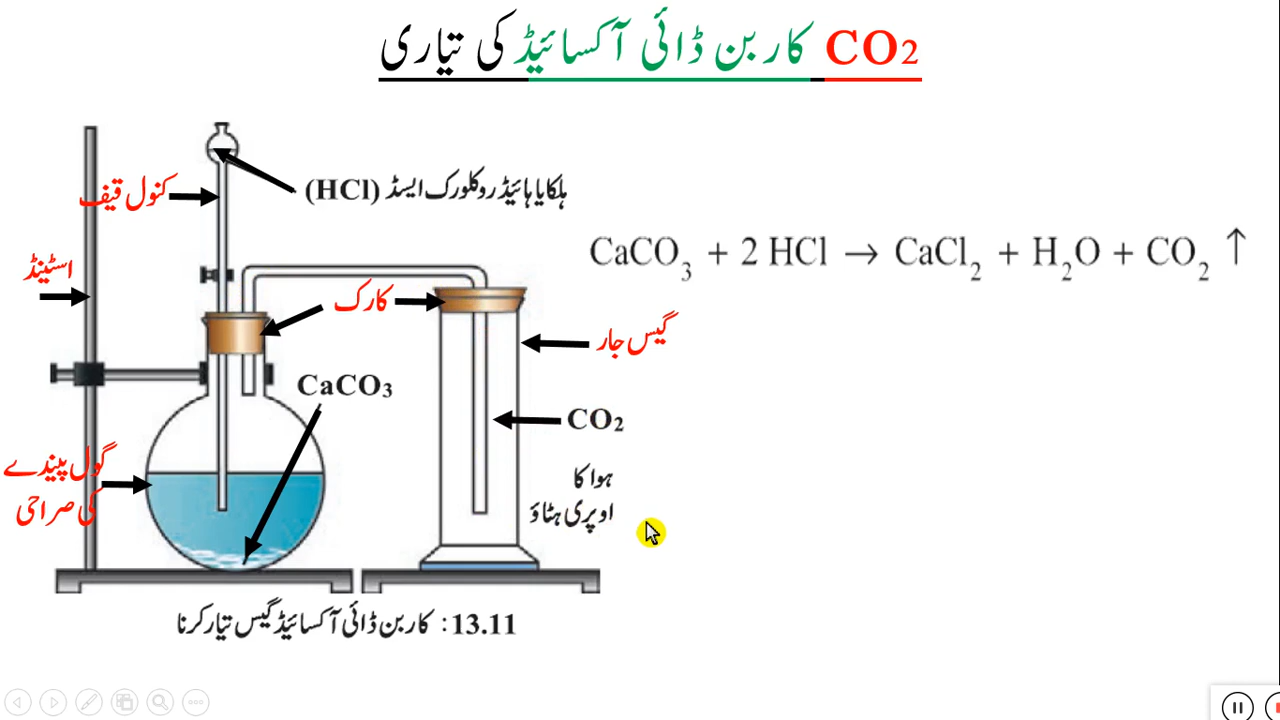 CO2 کاربن ڈائی آکسائیڈ کی تیاری
ہلکایا ہائیڈروکلورک ایسڈ (HCl)
کنول قیف
CaCO₃ + 2 HCl → CaCl₂ + H₂O + CO₂ ↑
اسٹینڈ
کارک
گیس جار
CaCO3
CO2
گول پیندے
کی صراحی
ہوا کا
اوپری ہٹاؤ
13.11: کاربن ڈائی آکسائیڈ گیس تیار کرنا